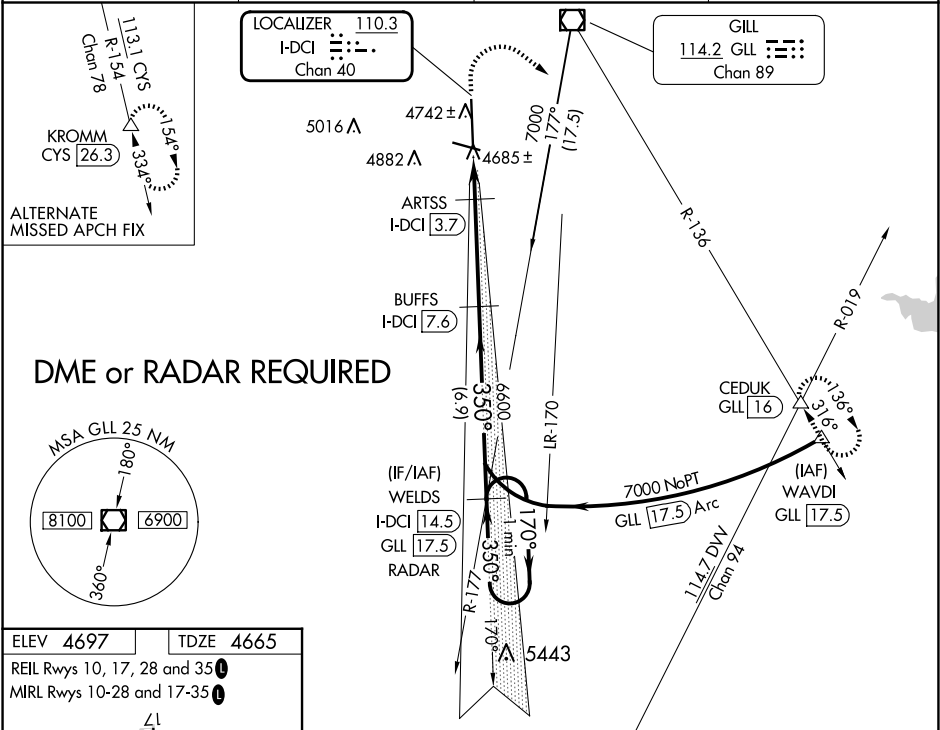 LOCALIZER 110.3
I-DCI
Chan 40
GILL
114.2 GLL
Chan 89
113.1 CYS
R-154
Chan 78
KROMM
CYS 26.3
154°
334°
ALTERNATE
MISSED APCH FIX
5016
4742 ±
4882
4685 ±
7000
177°
(17.5)
ARTSS
I-DCI 3.7
R-136
BUFFS
I-DCI 7.6
R-019
DME or RADAR REQUIRED
350°
(6.9)
6600
LR-170
CEDUK
GLL 16
136°
316°
MSA GLL 25 NM
180°
8100
6900
360°
(IF/IAF)
WELDS
I-DCI 14.5
GLL 17.5
RADAR
7000 NoPT
GLL 17.5 Arc
(IAF)
WAVDI
GLL 17.5
170°
1 min
350°
R-177
170°
5443
114.7 DVV
Chan 94
ELEV 4697
TDZE 4665
REIL Rwys 10, 17, 28 and 35 L
MIRL Rwys 10-28 and 17-35 L
17